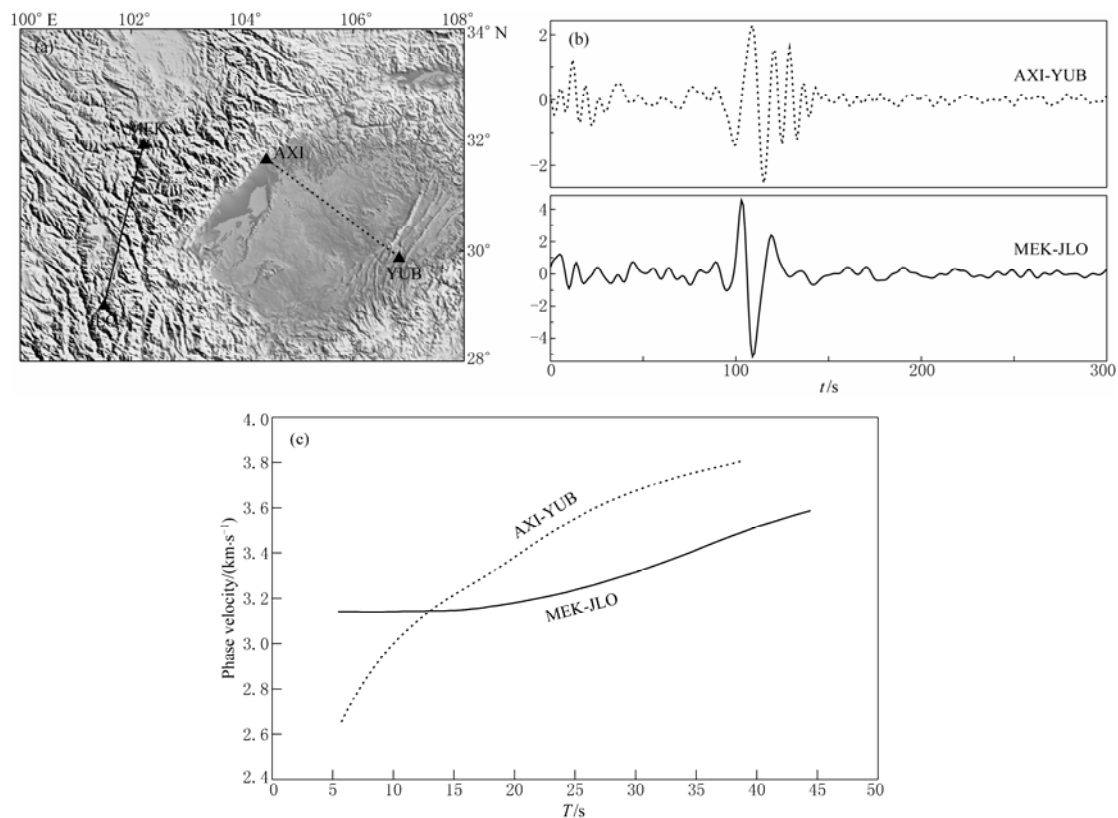 100° E 102° 104° 106° 108°
34° N
(a)
MEK
32°
AXI
30°
YUB
28°
(b)
AXI-YUB
2
0
−2
MEK-JLO
4
2
0
−2
−4
0 100 200 300
t/s
(c)
4.0
3.8
3.6
3.4
3.2
3.0
2.8
2.6
2.4
Phase velocity/(km·s⁻¹)
AXI-YUB
MEK-JLO
0 5 10 15 20 25 30 35 40 45 50
T/s